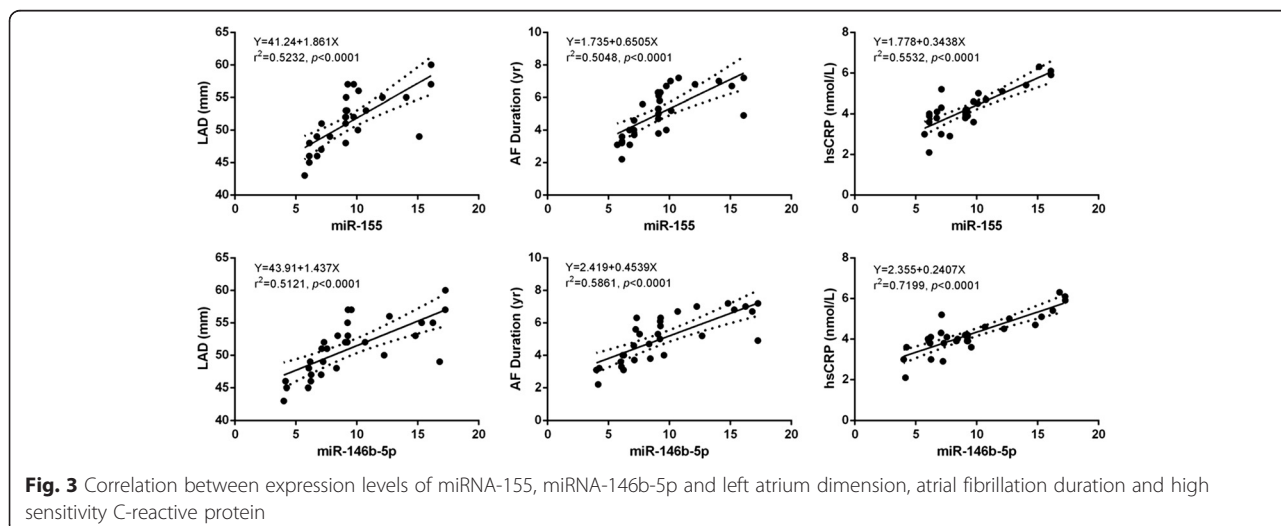 Y=41.24+1.861X
r²=0.5232, p<0.0001
LAD (mm)
65
60
55
50
45
40
0
5
10
15
20
miR-155
Y=1.735+0.6505X
r²=0.5048, p<0.0001
AF Duration (yr)
10
8
6
4
2
0
0
5
10
15
20
miR-155
Y=1.778+0.3438X
r²=0.5532, p<0.0001
hsCRP (nmol/L)
8
6
4
2
0
0
5
10
15
20
miR-155
Y=43.91+1.437X
r²=0.5121, p<0.0001
LAD (mm)
65
60
55
50
45
40
0
5
10
15
20
miR-146b-5p
Y=2.419+0.4539X
r²=0.5861, p<0.0001
AF Duration (yr)
10
8
6
4
2
0
0
5
10
15
20
miR-146b-5p
Y=2.355+0.2407X
r²=0.7199, p<0.0001
hsCRP (nmol/L)
8
6
4
2
0
0
5
10
15
20
miR-146b-5p
Fig. 3 Correlation between expression levels of miRNA-155, miRNA-146b-5p and left atrium dimension, atrial fibrillation duration and high
sensitivity C-reactive protein